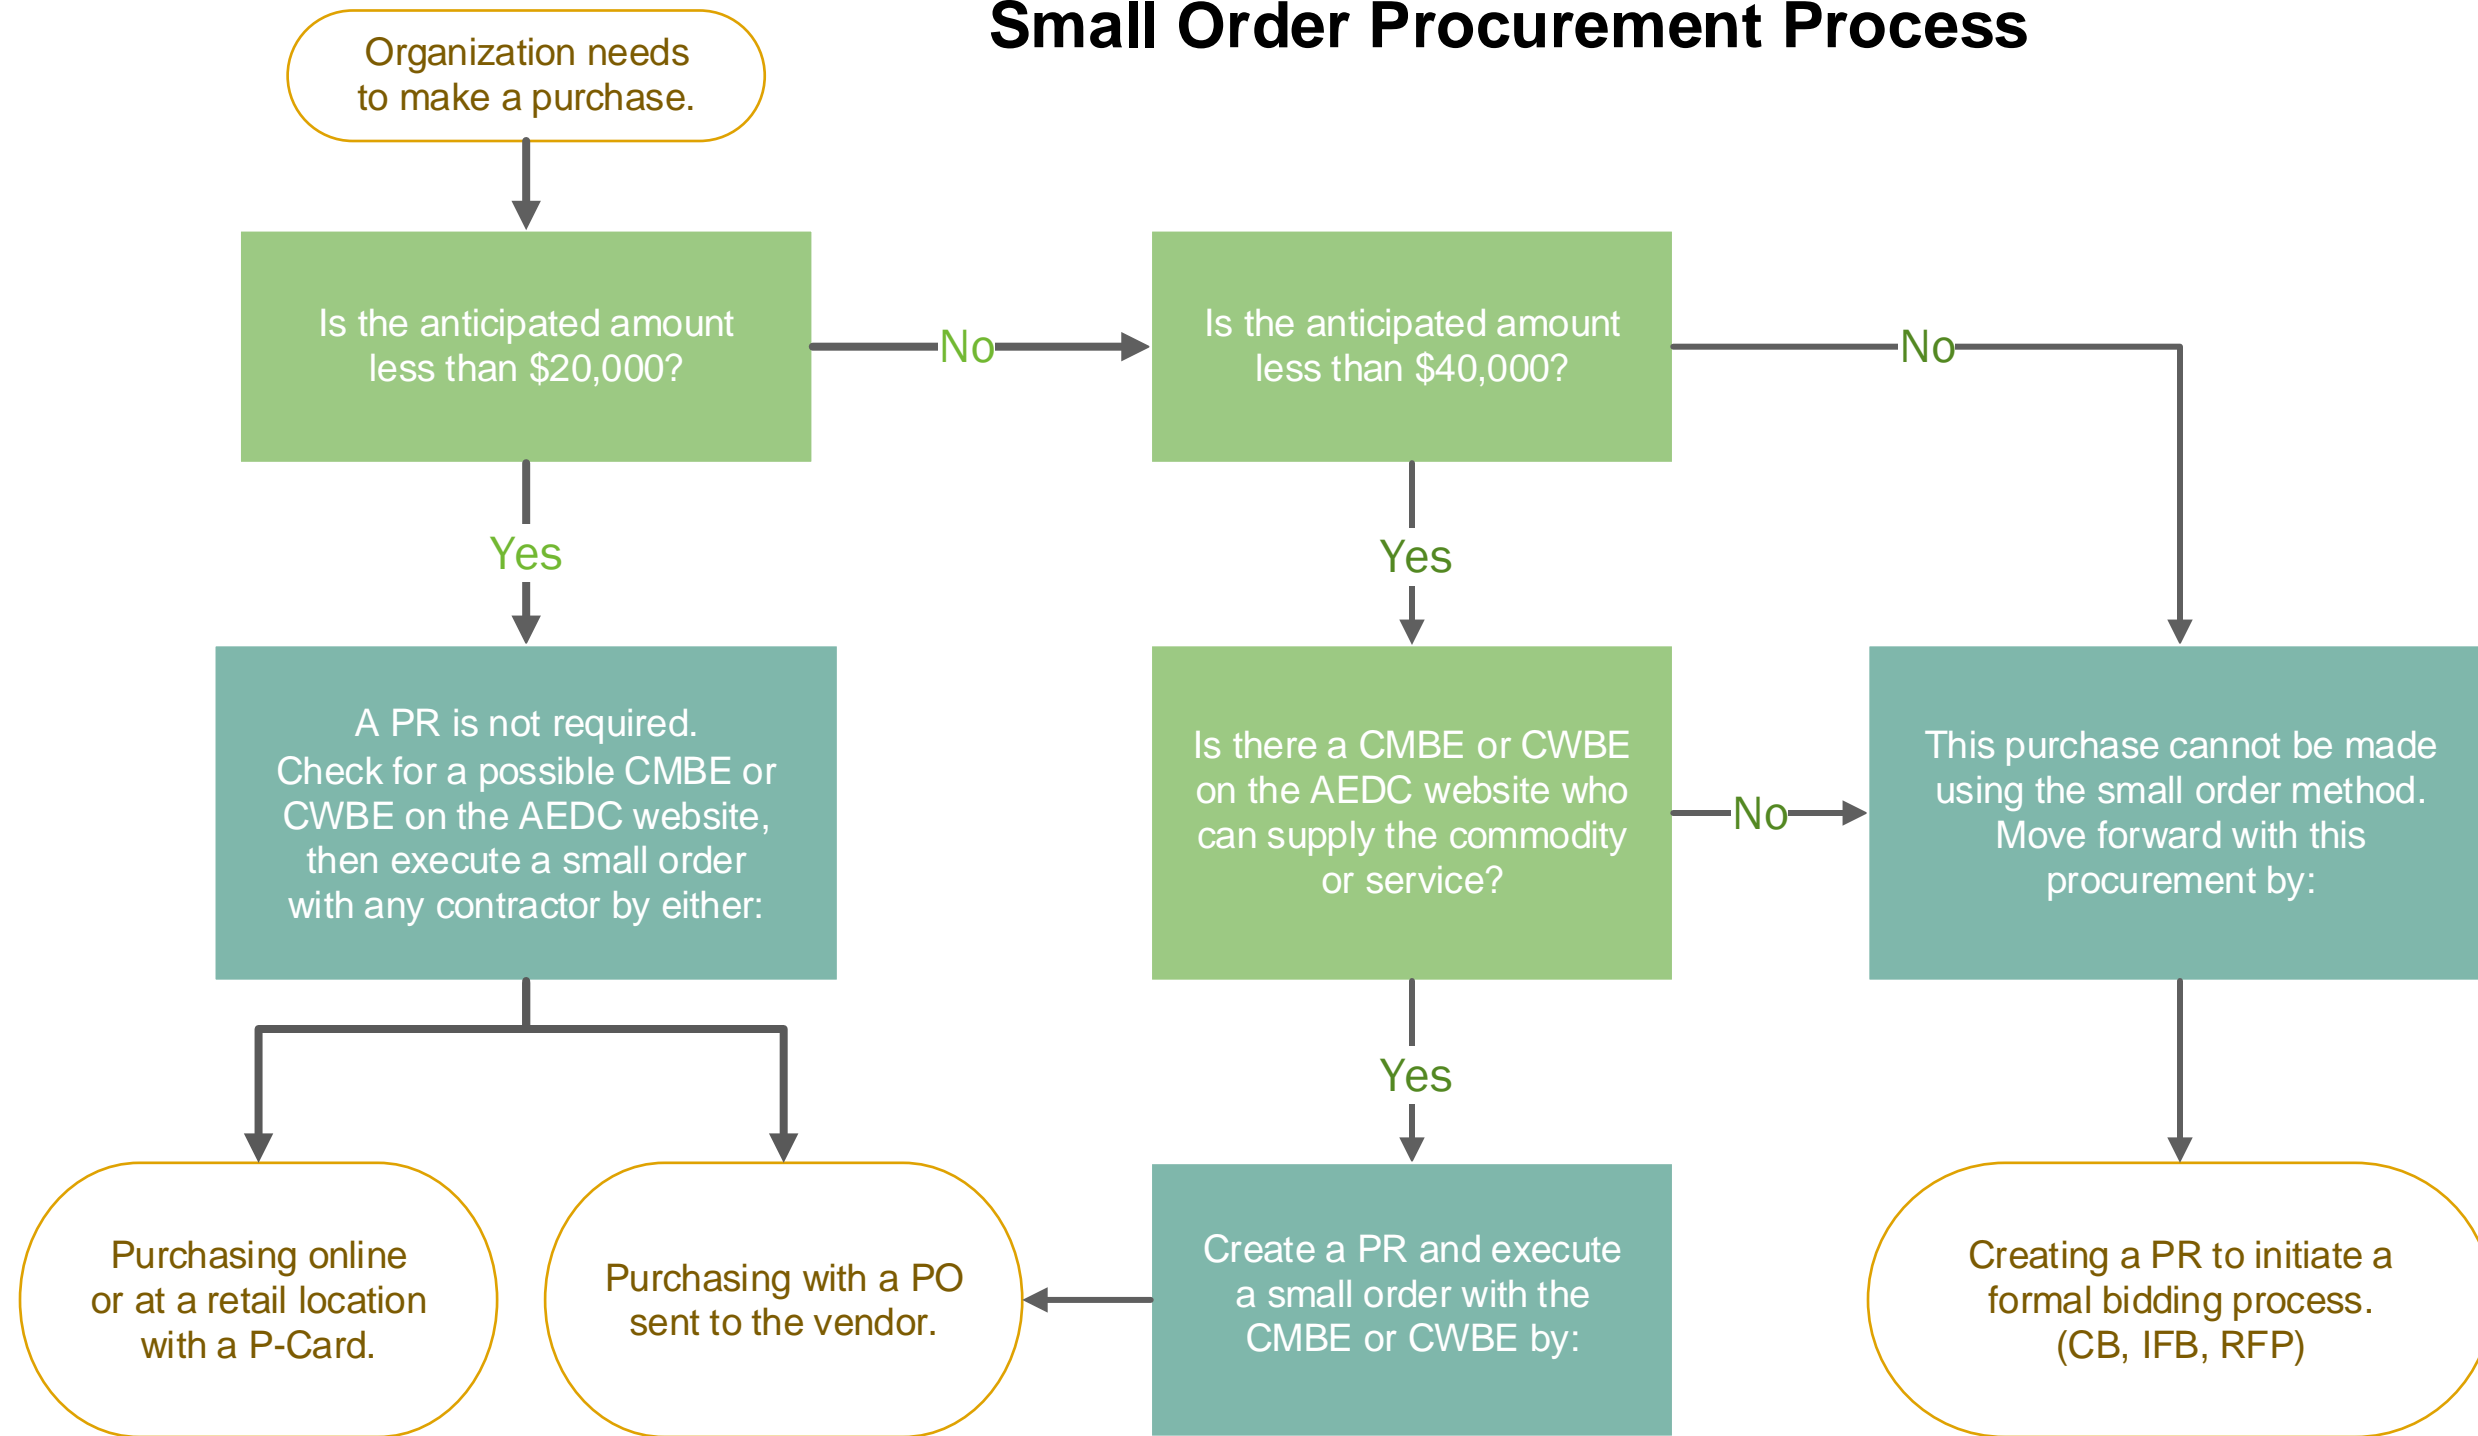 Small Order Procurement Process
Organization needs
to make a purchase.
Is the anticipated amount
less than $20,000?
No
Is the anticipated amount
less than $40,000?
No
Yes
Yes
A PR is not required.
Check for a possible CMBE or
CWBE on the AEDC website,
then execute a small order
with any contractor by either:
Is there a CMBE or CWBE
on the AEDC website who
can supply the commodity
or service?
No
This purchase cannot be made
using the small order method.
Move forward with this
procurement by:
Yes
Purchasing online
or at a retail location
with a P-Card.
Purchasing with a PO
sent to the vendor.
Create a PR and execute
a small order with the
CMBE or CWBE by:
Creating a PR to initiate a
formal bidding process.
(CB, IFB, RFP)